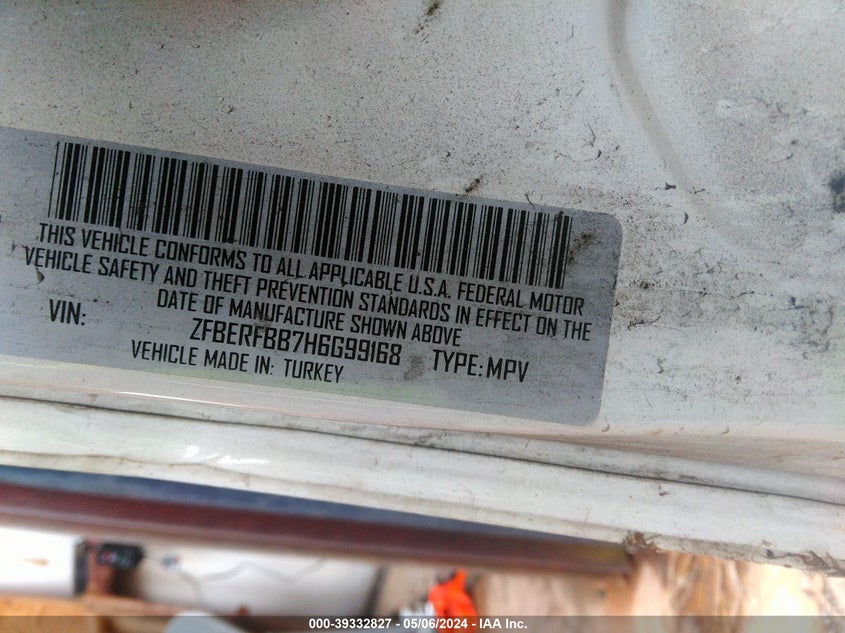 THIS VEHICLE CONFORMS TO ALL APPLICABLE U.S.A. FEDERAL MOTOR
VEHICLE SAFETY AND THEFT PREVENTION STANDARDS IN EFFECT ON THE
DATE OF MANUFACTURE SHOWN ABOVE
VIN: ZFBERFBB7H6G99168 TYPE: MPV
VEHICLE MADE IN: TURKEY
000-39332827 - 05/06/2024 - IAA Inc.